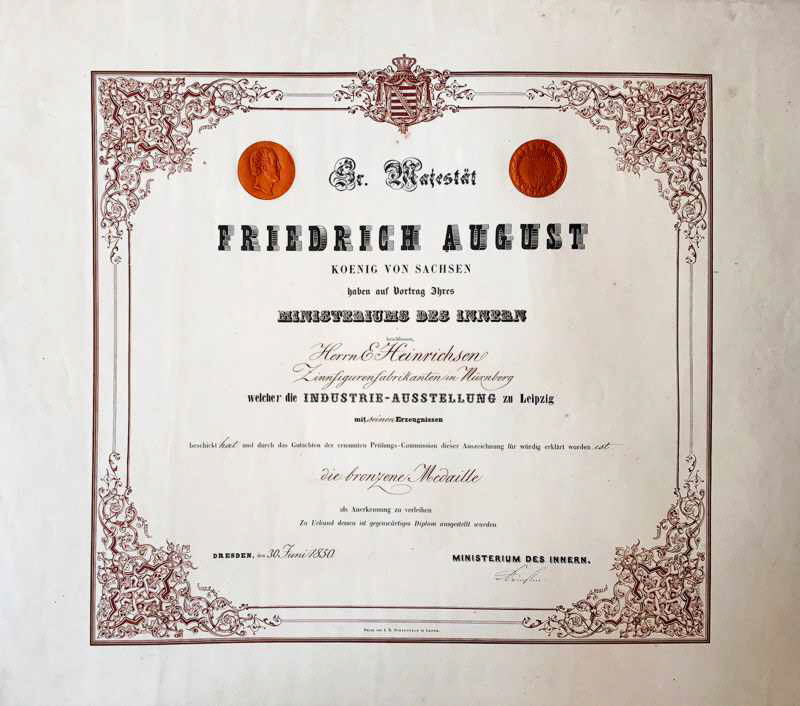 Sr. Majestät
FRIEDRICH AUGUST
KOENIG VON SACHSEN
haben auf Vortrag Ihres
MINISTERIUMS DES INNERN
beschlossen,
Herrn E Heinrichsen
Zinnfigurenfabrikanten in Nürnberg
welcher die INDUSTRIE-AUSSTELLUNG zu Leipzig
mit seinen Erzeugnissen
beschickt hat und durch das Gutachten der ernannten Prüfungs-Commission dieser Auszeichnung für würdig erklärt worden ist
die bronzene Medaille
als Anerkennung zu verleihen
Zu Urkund dessen ist gegenwärtiges Diplom ausgestellt worden
DRESDEN, den 30. Juni 1850.
MINISTERIUM DES INNERN.